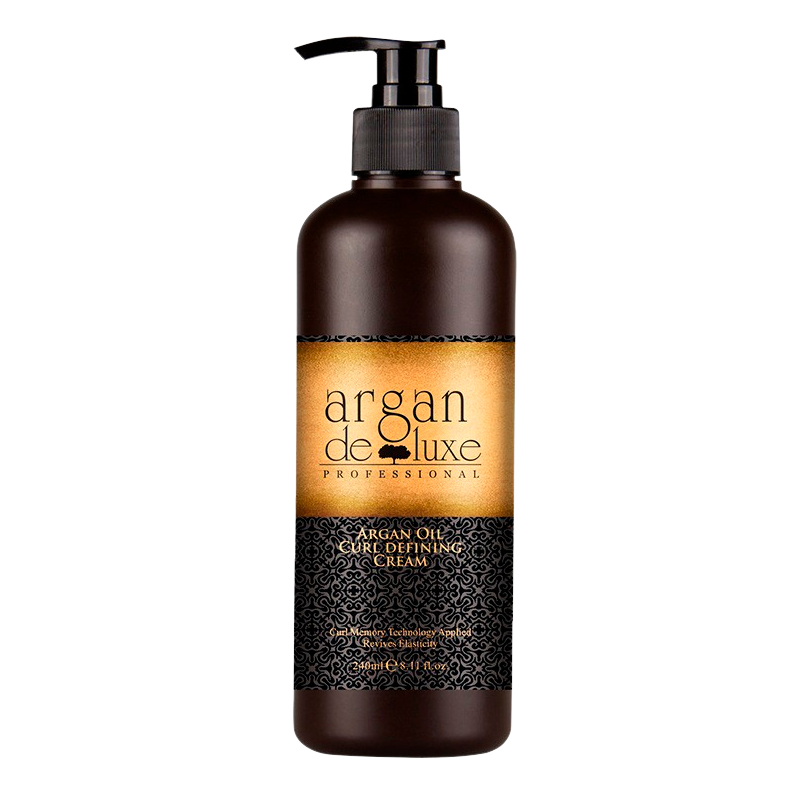 argan
de luxe
PROFESSIONAL
ARGAN OIL
CURL DEFINING
CREAM
Curl Memory Technology Applied
Revives Elasticity
240ml ℮ 8.11 fl.oz